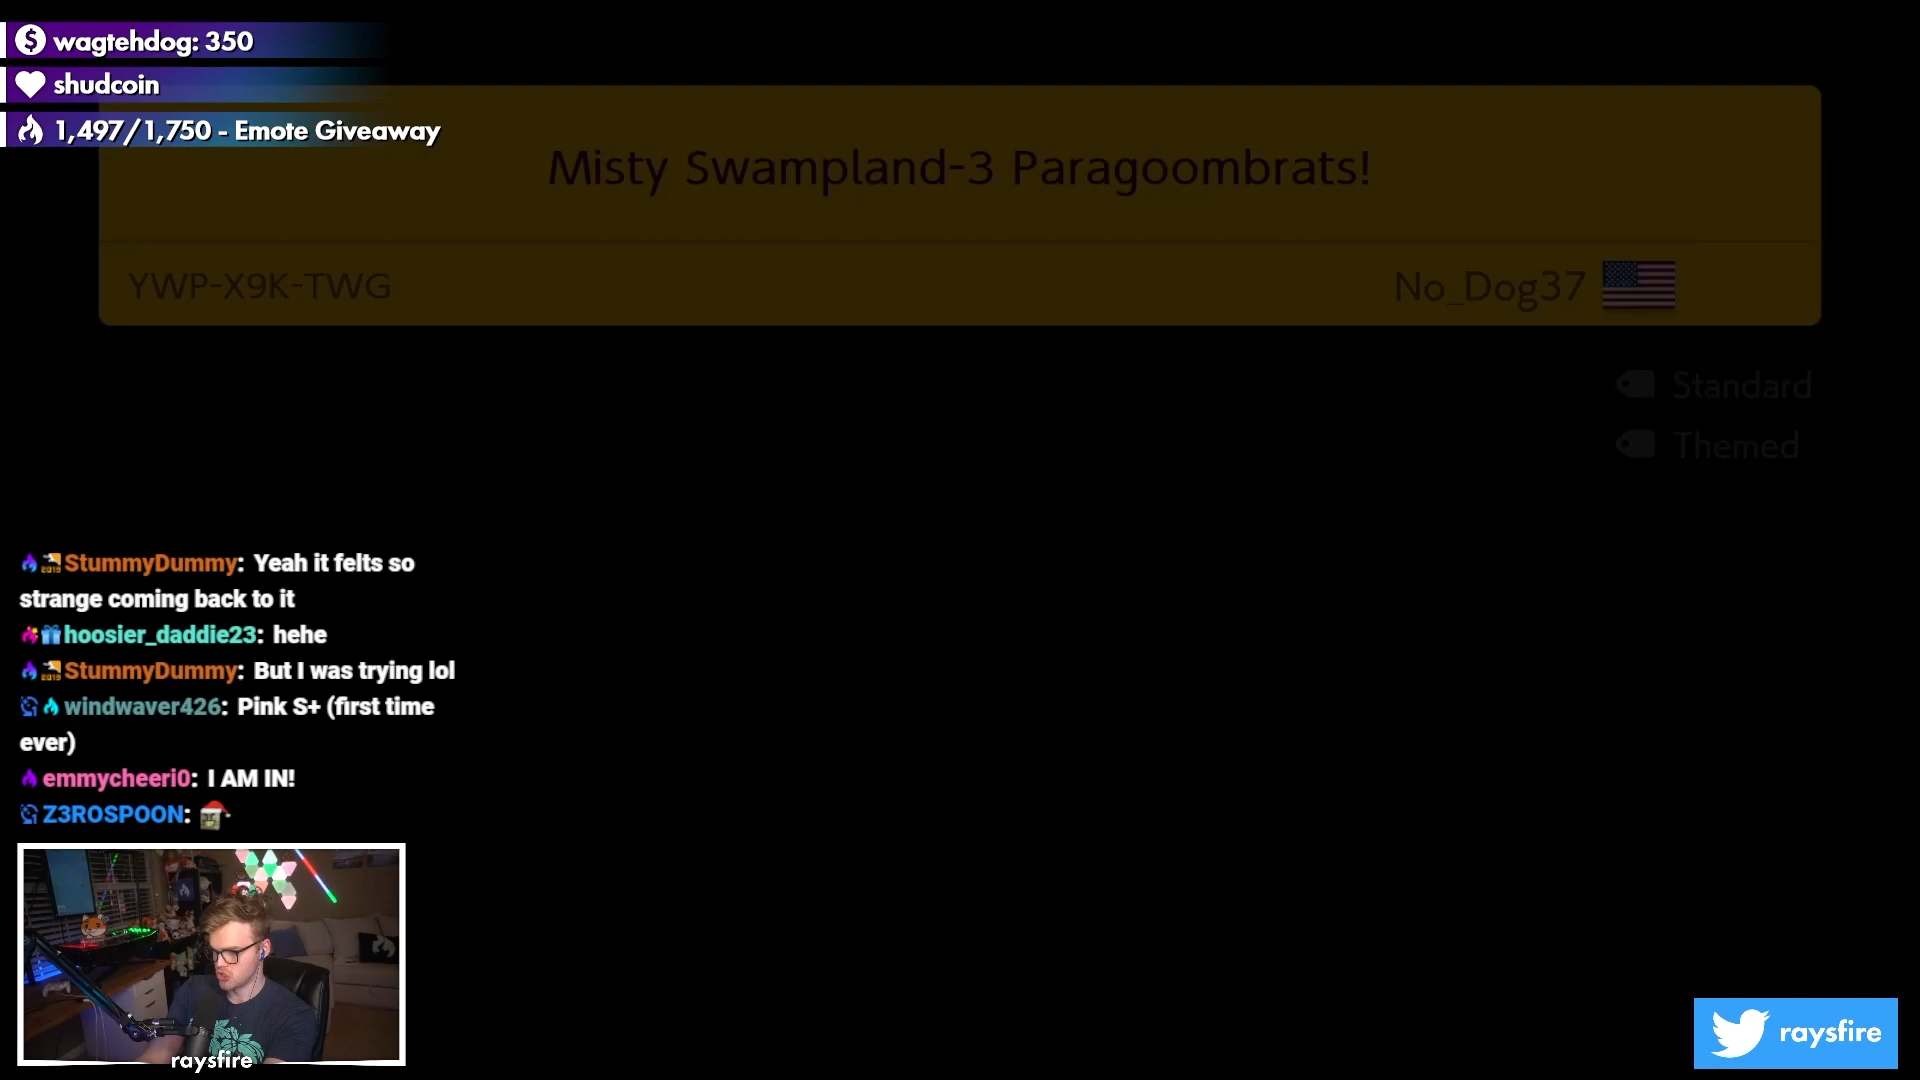 wagtehdog: 350
shudcoin
1,497/1,750 - Emote Giveaway
Misty Swampland-3 Paragoombrats!
YWP-X9K-TWG
No_Dog37
Standard
Themed
StummyDummy: Yeah it felts so
strange coming back to it
hoosier_daddie23: hehe
StummyDummy: But I was trying lol
windwaver426: Pink S+ (first time
ever)
emmycheeri0: I AM IN!
Z3ROSPOON:
raysfire
raysfire